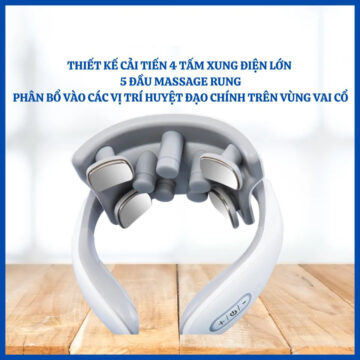 THIẾT KẾ CẢI TIẾN 4 TẤM XUNG ĐIỆN LỚN
5 ĐẦU MASSAGE RUNG
PHÂN BỔ VÀO CÁC VỊ TRÍ HUYỆT ĐẠO CHÍNH TRÊN VÙNG VAI CỔ